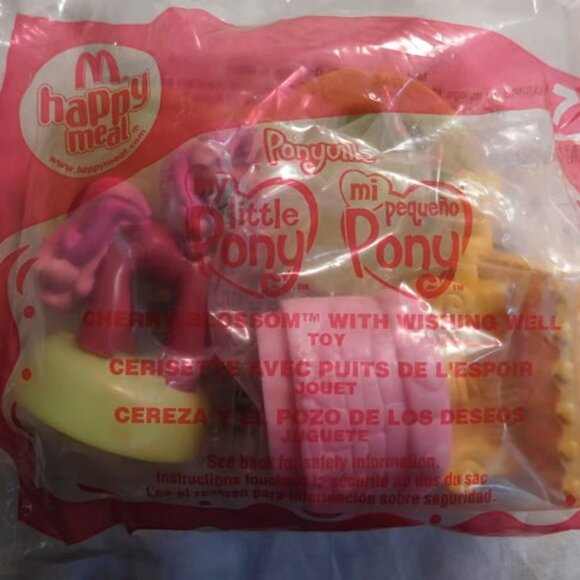 happy
meal
www.happymeal.com
Ponyville
my
little
Pony™
mi
pequeño
Pony™
CHERRY BLOSSOM™ WITH WISHING WELL
TOY
CERISETTE AVEC PUITS DE L'ESPOIR
JOUET
CEREZA Y EL POZO DE LOS DESEOS
JUGUETE
See back for safety information.
Instructions touchant la sécurité au dos du sac
Lea el reverso para información sobre seguridad.